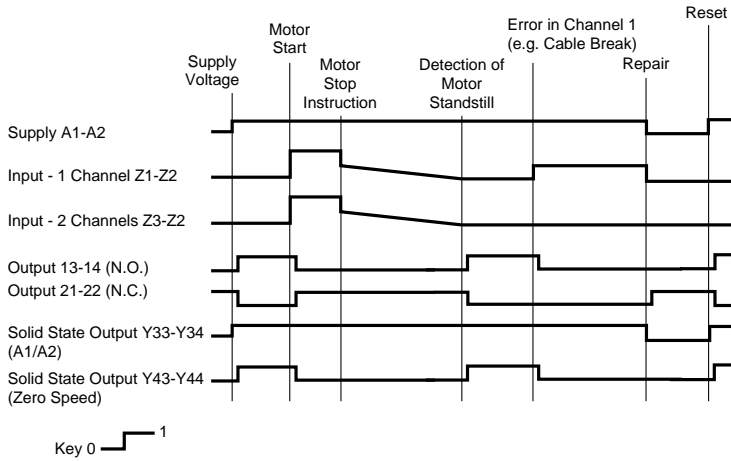 Supply
Voltage
Motor
Start
Motor
Stop
Instruction
Detection of
Motor
Standstill
Error in Channel 1
(e.g. Cable Break)
Repair
Reset
Supply A1-A2
Input - 1 Channel Z1-Z2
Input - 2 Channels Z3-Z2
Output 13-14 (N.O.)
Output 21-22 (N.C.)
Solid State Output Y33-Y34
(A1/A2)
Solid State Output Y43-Y44
(Zero Speed)
Key 0
1